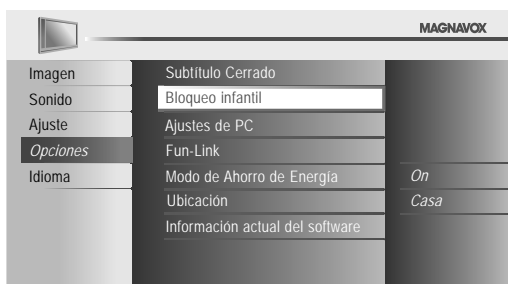 MAGNAVOX
Imagen
Sonido
Ajuste
Opciones
Idioma
Subtítulo Cerrado
Bloqueo infantil
Ajustes de PC
Fun-Link
Modo de Ahorro de Energía On
Ubicación Casa
Información actual del software